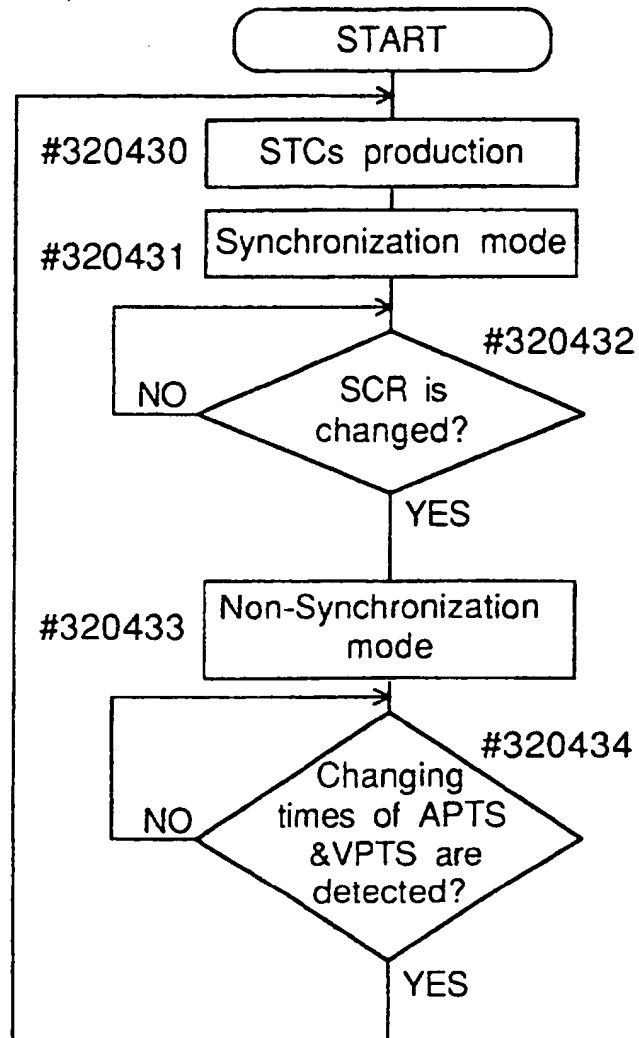 START
#320430
STCs production
#320431
Synchronization mode
#320432
SCR is
changed?
NO
YES
#320433
Non-Synchronization
mode
#320434
Changing
times of APTS
&VPTS are
detected?
NO
YES